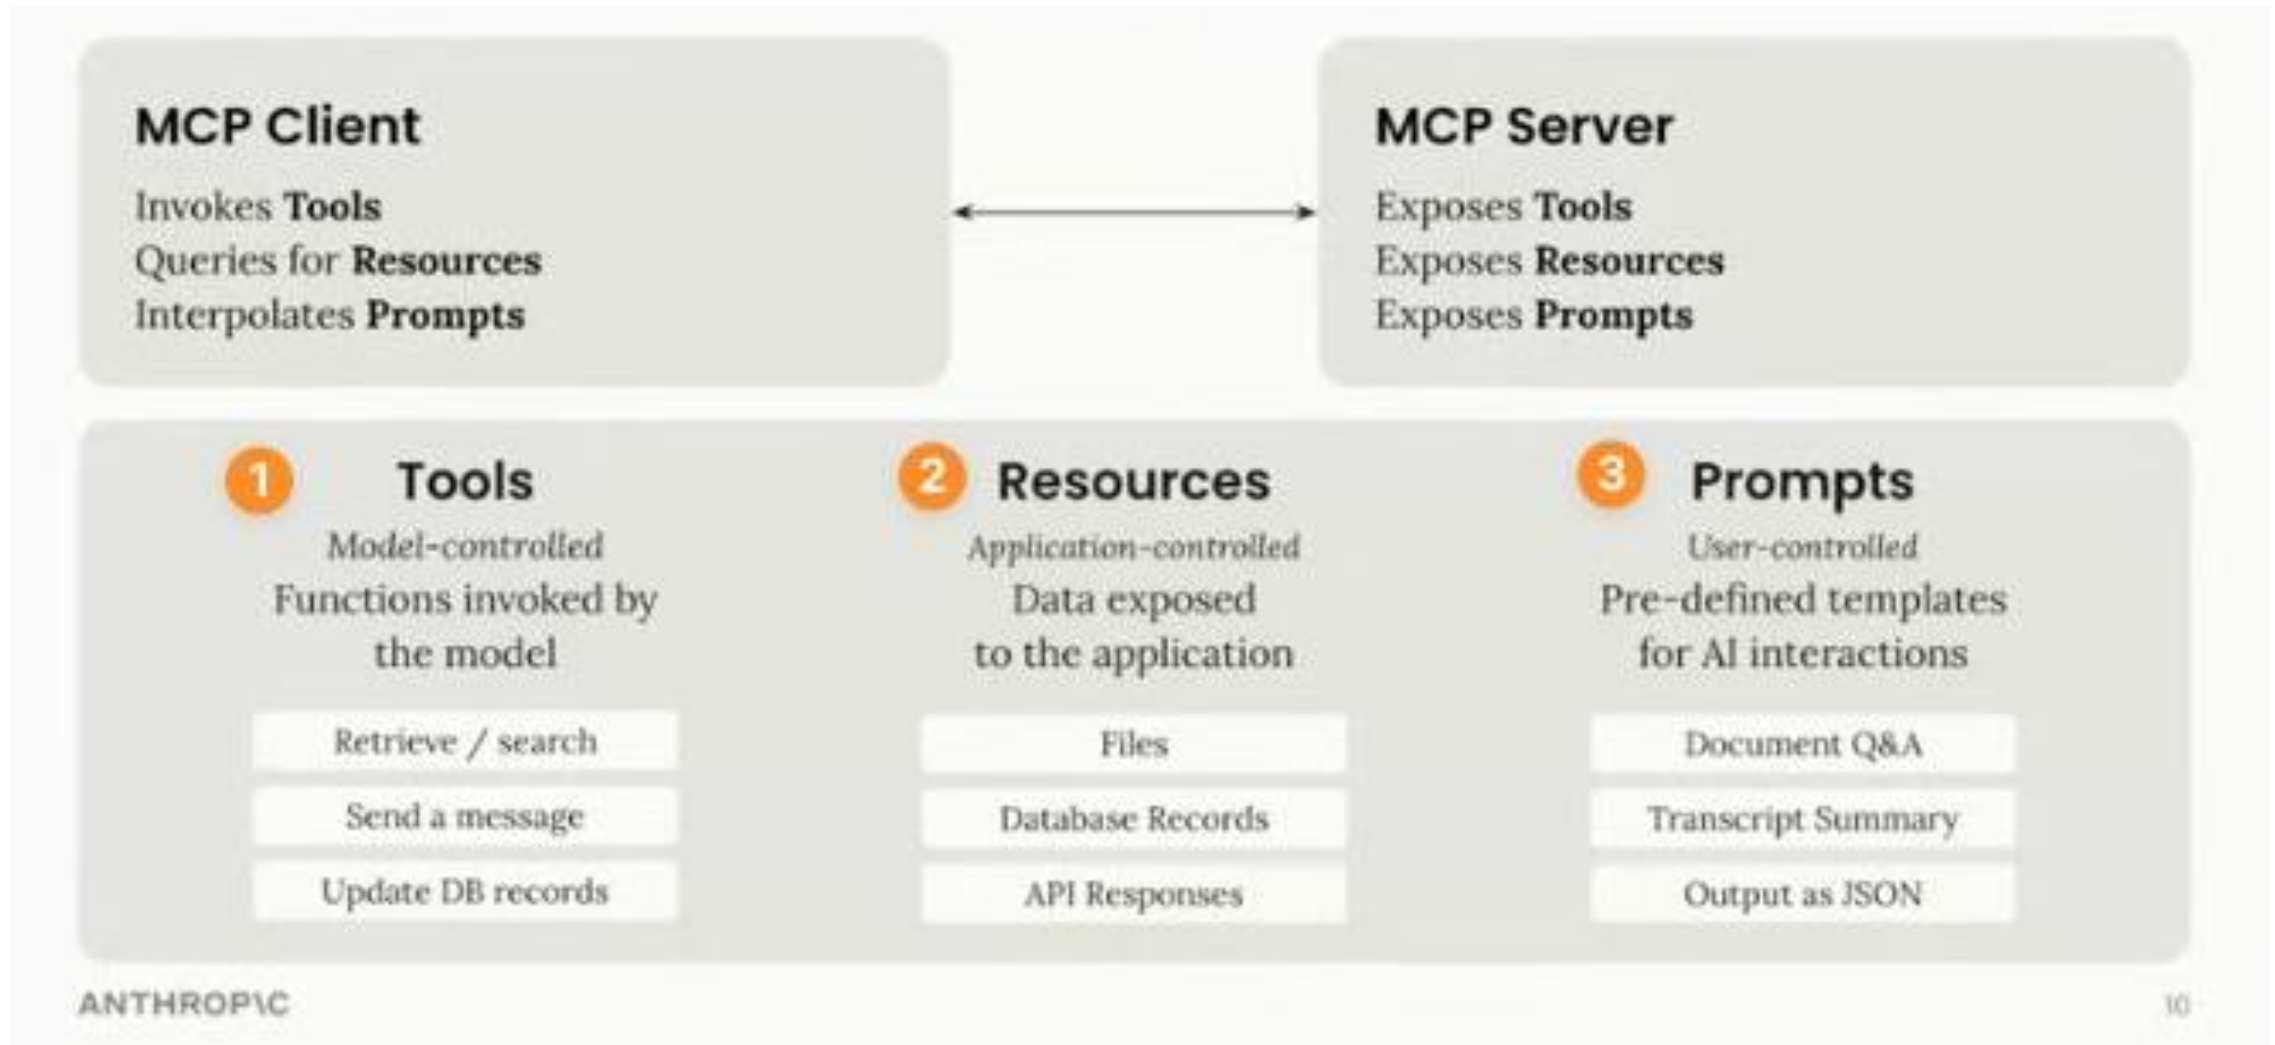 MCP Client
Invokes Tools
Queries for Resources
Interpolates Prompts
MCP Server
Exposes Tools
Exposes Resources
Exposes Prompts
1
Tools
Model-controlled
Functions invoked by
the model
Retrieve / search
Send a message
Update DB records
2
Resources
Application-controlled
Data exposed
to the application
Files
Database Records
API Responses
3
Prompts
User-controlled
Pre-defined templates
for AI interactions
Document Q&A
Transcript Summary
Output as JSON
ANTHROP\C
10